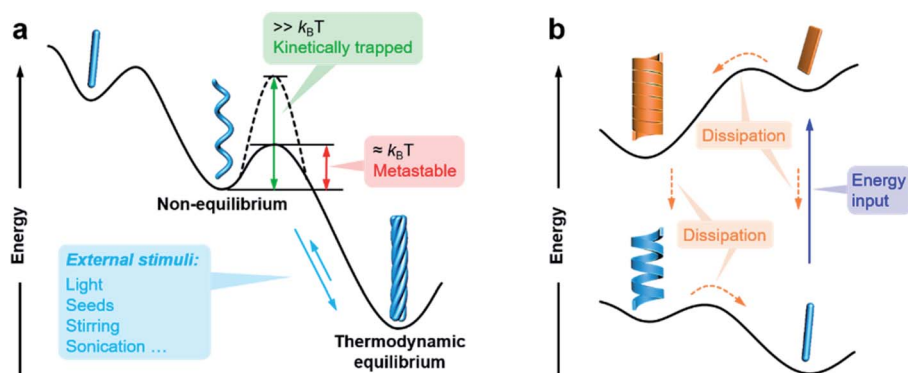 a
>> kBT
Kinetically trapped
≈ kBT
Metastable
Non-equilibrium
Energy
External stimuli:
Light
Seeds
Stirring
Sonication ...
Thermodynamic
equilibrium
b
Dissipation
Energy
input
Dissipation
Energy